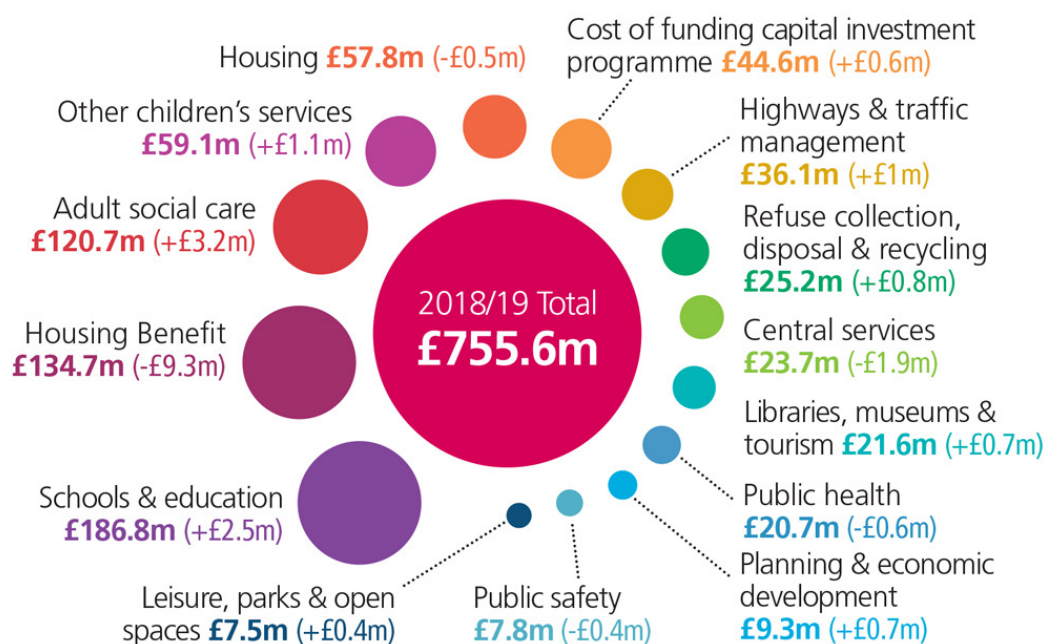 Housing £57.8m (-£0.5m)
Cost of funding capital investment
programme £44.6m (+£0.6m)
Other children’s services
£59.1m (+£1.1m)
Highways & traffic
management
£36.1m (+£1m)
Adult social care
£120.7m (+£3.2m)
Refuse collection,
disposal & recycling
£25.2m (+£0.8m)
2018/19 Total
£755.6m
Housing Benefit
£134.7m (-£9.3m)
Central services
£23.7m (-£1.9m)
Libraries, museums &
tourism £21.6m (+£0.7m)
Schools & education
£186.8m (+£2.5m)
Public health
£20.7m (-£0.6m)
Planning & economic
development
£9.3m (+£0.7m)
Leisure, parks & open
spaces £7.5m (+£0.4m)
Public safety
£7.8m (-£0.4m)